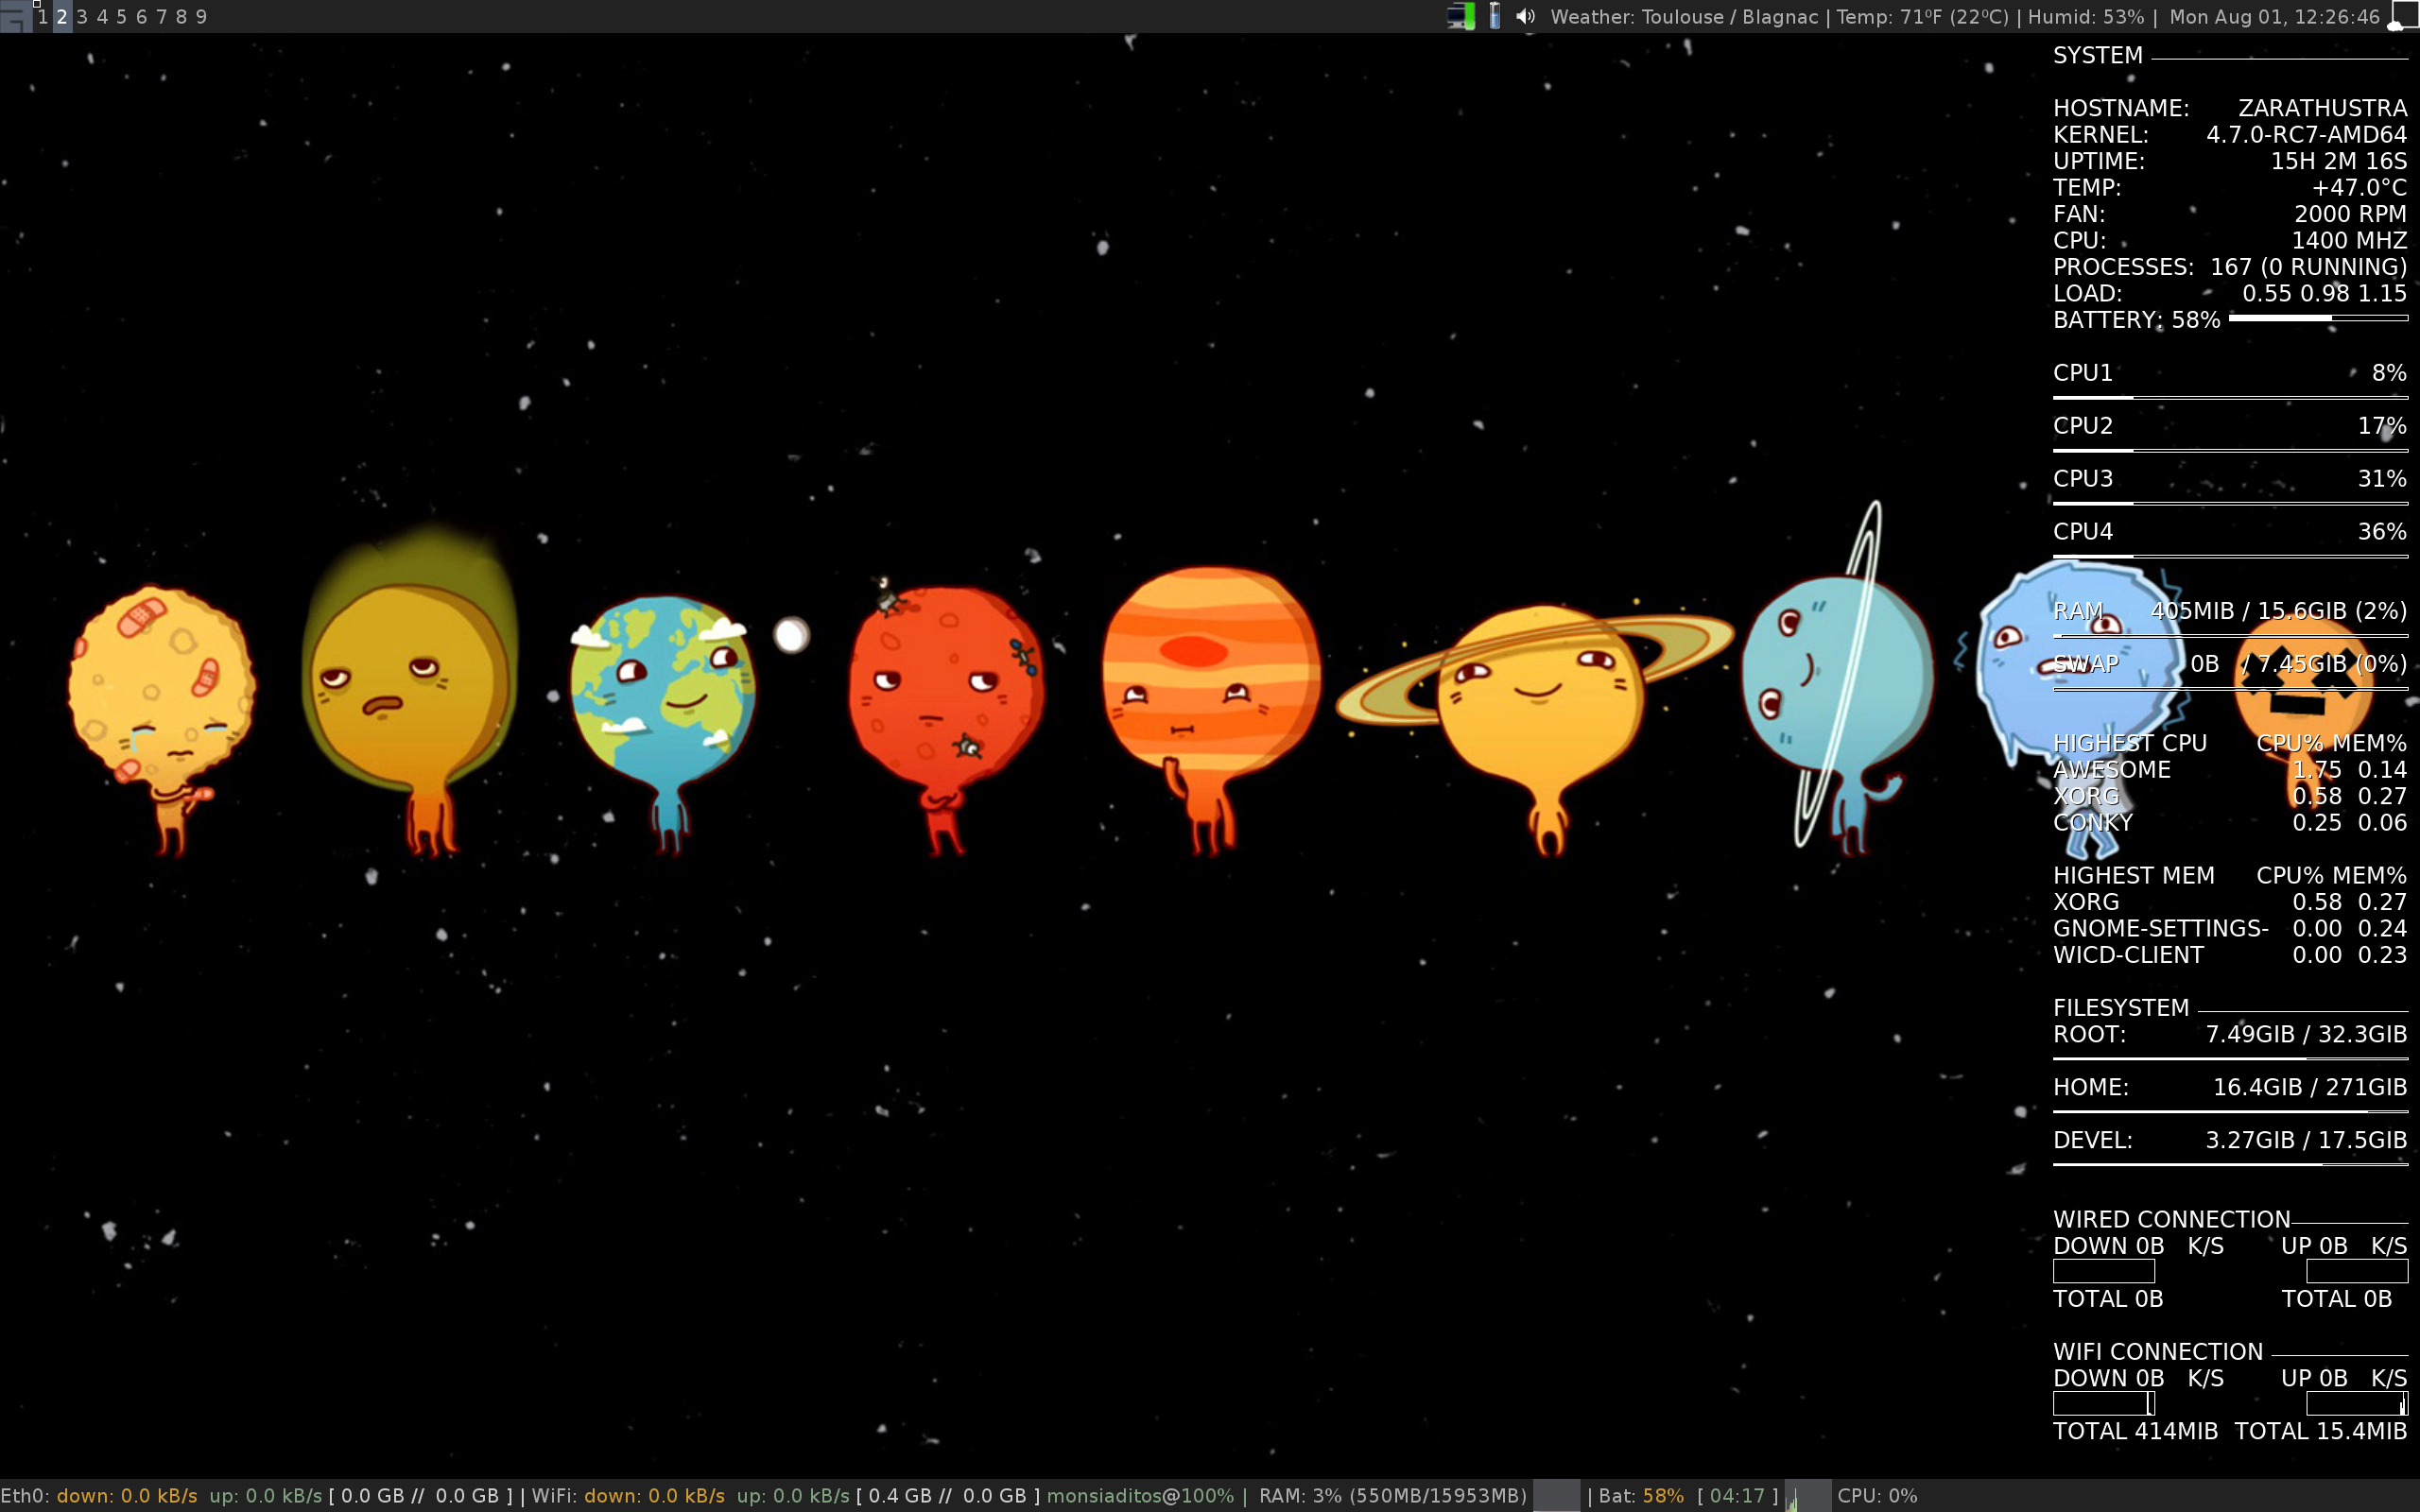 1 2 3 4 5 6 7 8 9
Weather: Toulouse / Blagnac | Temp: 71ºF (22ºC) | Humid: 53% | Mon Aug 01, 12:26:46
SYSTEM
HOSTNAME: ZARATHUSTRA
KERNEL: 4.7.0-RC7-AMD64
UPTIME: 15H 2M 16S
TEMP: +47.0°C
FAN: 2000 RPM
CPU: 1400 MHZ
PROCESSES: 167 (0 RUNNING)
LOAD: 0.55 0.98 1.15
BATTERY: 58%
CPU1 8%
CPU2 17%
CPU3 31%
CPU4 36%
RAM 405MIB / 15.6GIB (2%)
SWAP 0B / 7.45GIB (0%)
HIGHEST CPU CPU% MEM%
AWESOME 1.75 0.14
XORG 0.58 0.27
CONKY 0.25 0.06
HIGHEST MEM CPU% MEM%
XORG 0.58 0.27
GNOME-SETTINGS- 0.00 0.24
WICD-CLIENT 0.00 0.23
FILESYSTEM
ROOT: 7.49GIB / 32.3GIB
HOME: 16.4GIB / 271GIB
DEVEL: 3.27GIB / 17.5GIB
WIRED CONNECTION
DOWN 0B K/S UP 0B K/S
TOTAL 0B TOTAL 0B
WIFI CONNECTION
DOWN 0B K/S UP 0B K/S
TOTAL 414MIB TOTAL 15.4MIB
Eth0: down: 0.0 kB/s up: 0.0 kB/s [ 0.0 GB // 0.0 GB ] | WiFi: down: 0.0 kB/s up: 0.0 kB/s [ 0.4 GB // 0.0 GB ] monsiaditos@100% | RAM: 3% (550MB/15953MB) | Bat: 58% [ 04:17 ] CPU: 0%